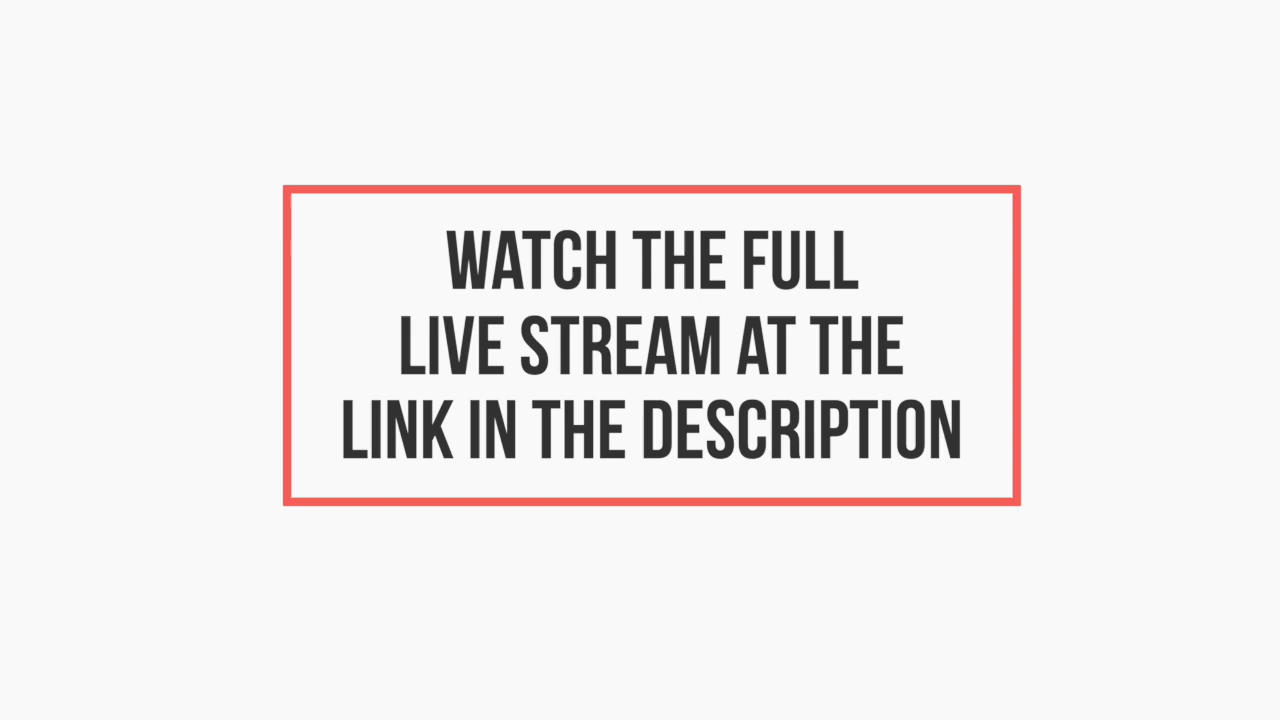 WATCH THE FULL
LIVE STREAM AT THE
LINK IN THE DESCRIPTION